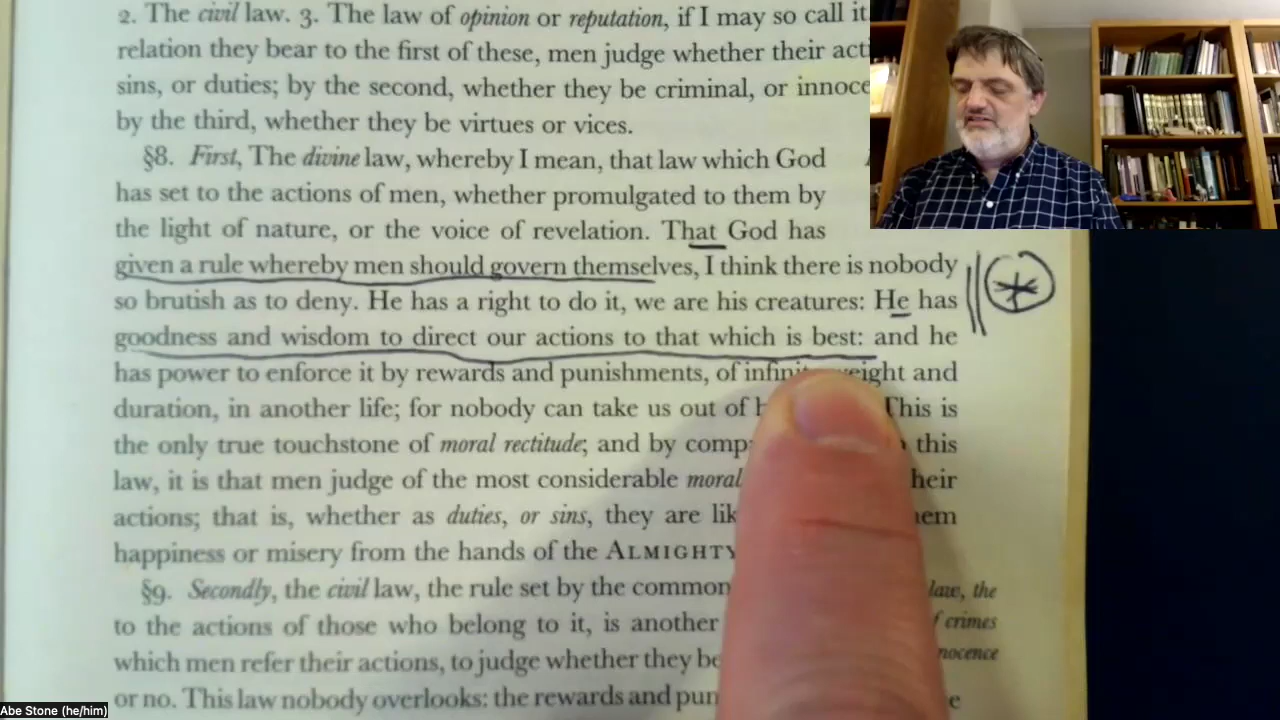 2. The civil law. 3. The law of opinion or reputation, if I may so call it
relation they bear to the first of these, men judge whether their
sins, or duties; by the second, whether they be criminal, or
by the third, whether they be virtues or vices.
§8. First, The divine law, whereby I mean, that law which God
has set to the actions of men, whether promulgated to them by
the light of nature, or the voice of revelation. That God has
given a rule whereby men should govern themselves, I think there is nobody
so brutish as to deny. He has a right to do it, we are his creatures: He has
goodness and wisdom to direct our actions to that which is best: and he
has power to enforce it by rewards and punishments, of and
duration, in another life; for nobody can take us out of This is
the only true touchstone of moral rectitude; and by this
law, it is that men judge of the most considerable moral
actions; that is, whether as duties, or sins, they are
happiness or misery from the hands of the ALMIGHTY
§9. Secondly, the civil law, the rule set by the common law, the
to the actions of those who belong to it, is another crimes
which men refer their actions, to judge whether they be
or no. This law nobody overlooks: the rewards and
Abe Stone (he/him)